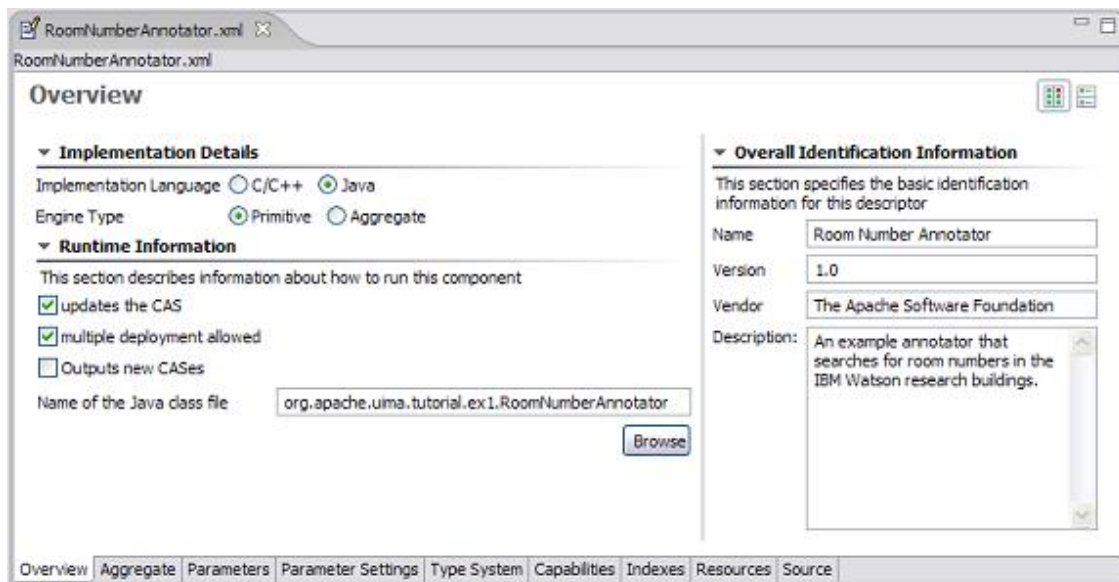 RoomNumberAnnotator.xml
RoomNumberAnnotator.xml
Overview
Implementation Details
Implementation Language C/C++ Java
Engine Type Primitive Aggregate
Runtime Information
This section describes information about how to run this component
updates the CAS
multiple deployment allowed
Outputs new CASes
Name of the Java class file org.apache.uima.tutorial.ex1.RoomNumberAnnotator
Browse
Overall Identification Information
This section specifies the basic identification
information for this descriptor
Name Room Number Annotator
Version 1.0
Vendor The Apache Software Foundation
Description: An example annotator that
searches for room numbers in the
IBM Watson research buildings.
Overview Aggregate Parameters Parameter Settings Type System Capabilities Indexes Resources Source